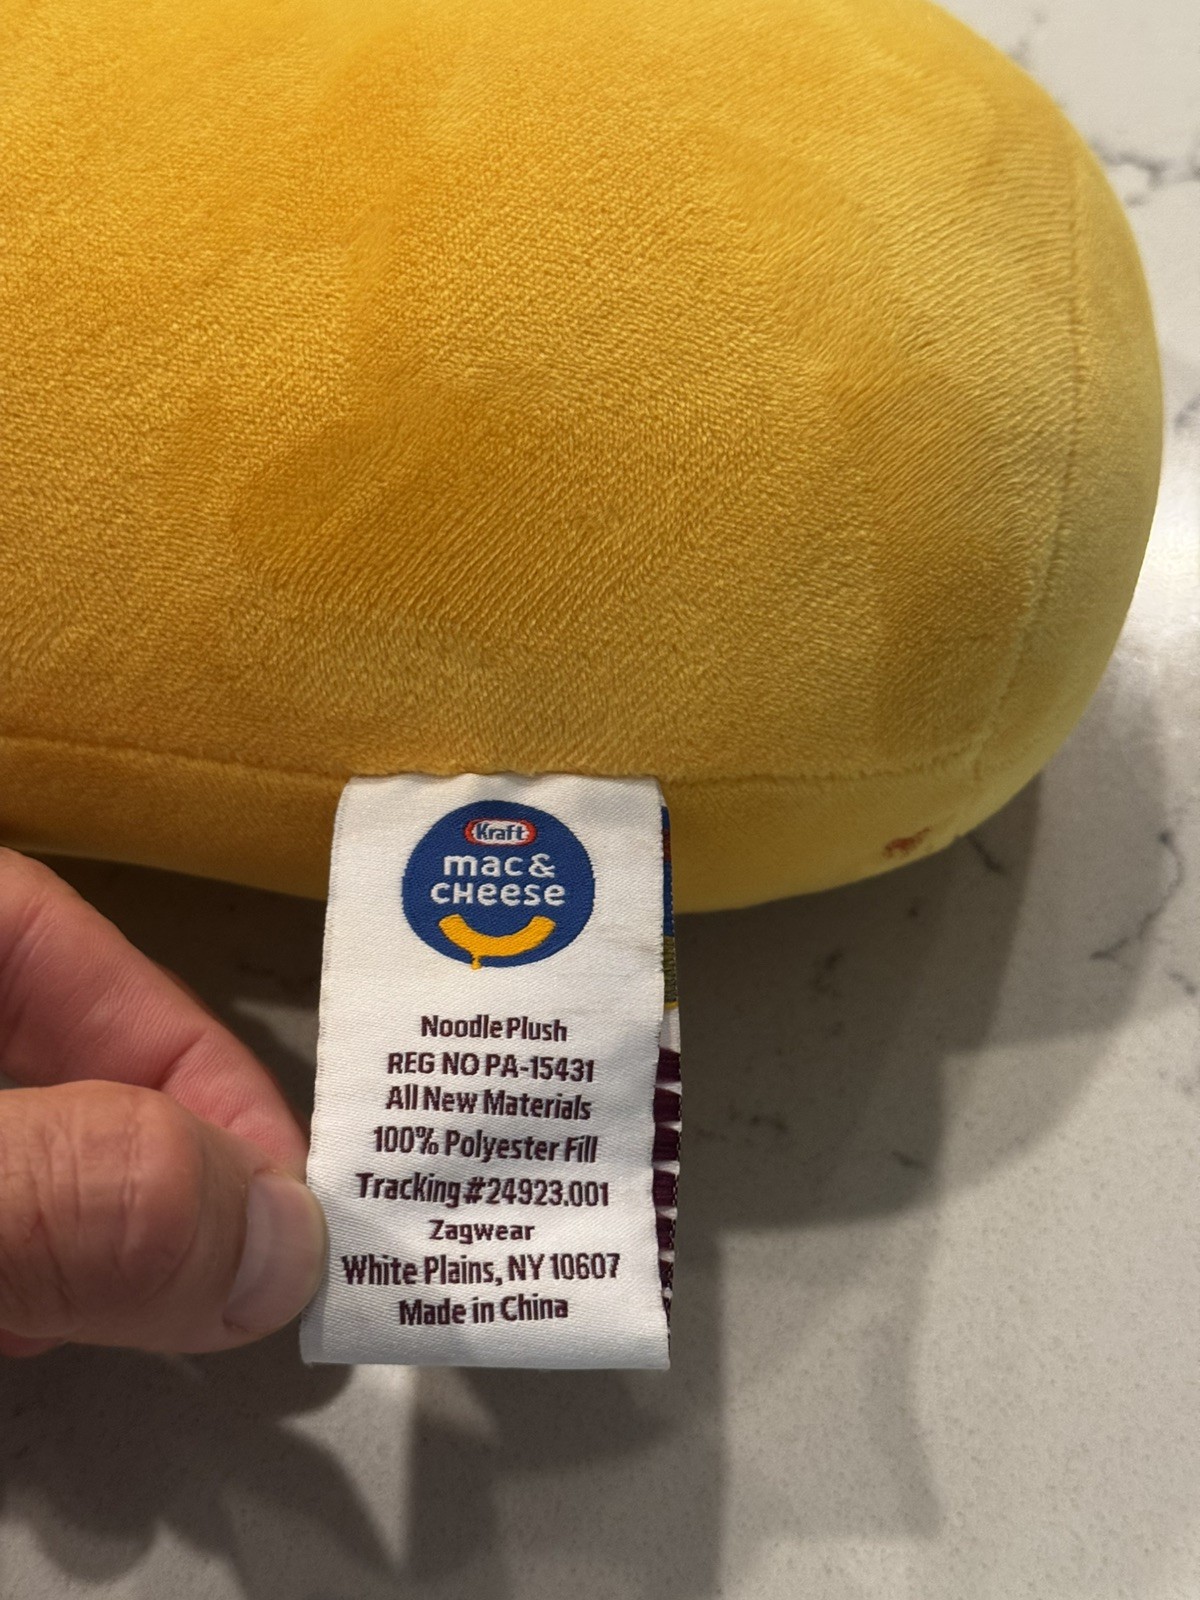 Kraft
mac&
cHeese
Noodle Plush
REG NO PA-15431
All New Materials
100% Polyester Fill
Tracking#24923.001
Zagwear
White Plains, NY 10607
Made in China